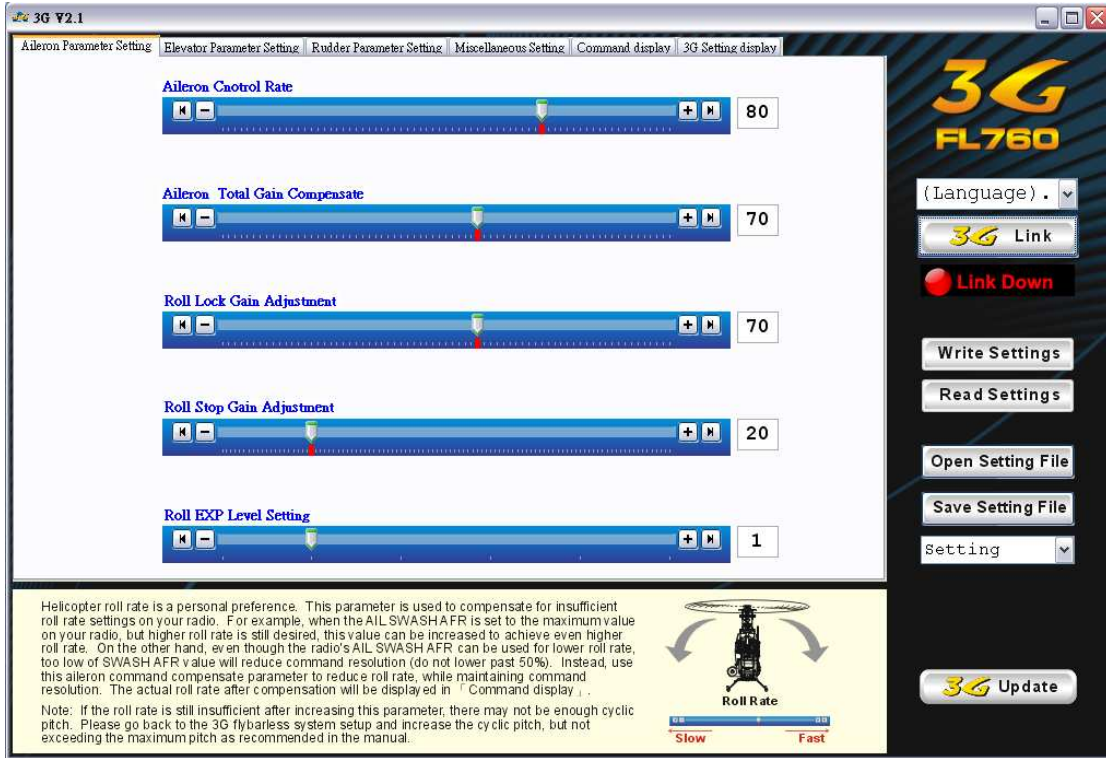 3G V2.1
Aileron Parameter Setting Elevator Parameter Setting Rudder Parameter Setting Miscellaneous Setting Command display 3G Setting display
Aileron Cnotrol Rate
80
Aileron Total Gain Compensate
70
Roll Lock Gain Adjustment
70
Roll Stop Gain Adjustment
20
Roll EXP Level Setting
1
3G
FL760
(Language).
3G Link
Link Down
Write Settings
Read Settings
Open Setting File
Save Setting File
Setting
3G Update
Helicopter roll rate is a personal preference. This parameter is used to compensate for insufficient
roll rate settings on your radio. For example, when the AIL SWASH AFR is set to the maximum value
on your radio, but higher roll rate is still desired, this value can be increased to achieve even higher
roll rate. On the other hand, even though the radio's AIL SWASH AFR can be used for lower roll rate,
too low of SWASH AFR value will reduce command resolution (do not lower past 50%). Instead, use
this aileron command compensate parameter to reduce roll rate, while maintaining command
resolution. The actual roll rate after compensation will be displayed in 「Command display」.
Note: If the roll rate is still insufficient after increasing this parameter, there may not be enough cyclic
pitch. Please go back to the 3G flybarless system setup and increase the cyclic pitch, but not
exceeding the maximum pitch as recommended in the manual.
Roll Rate
Slow Fast